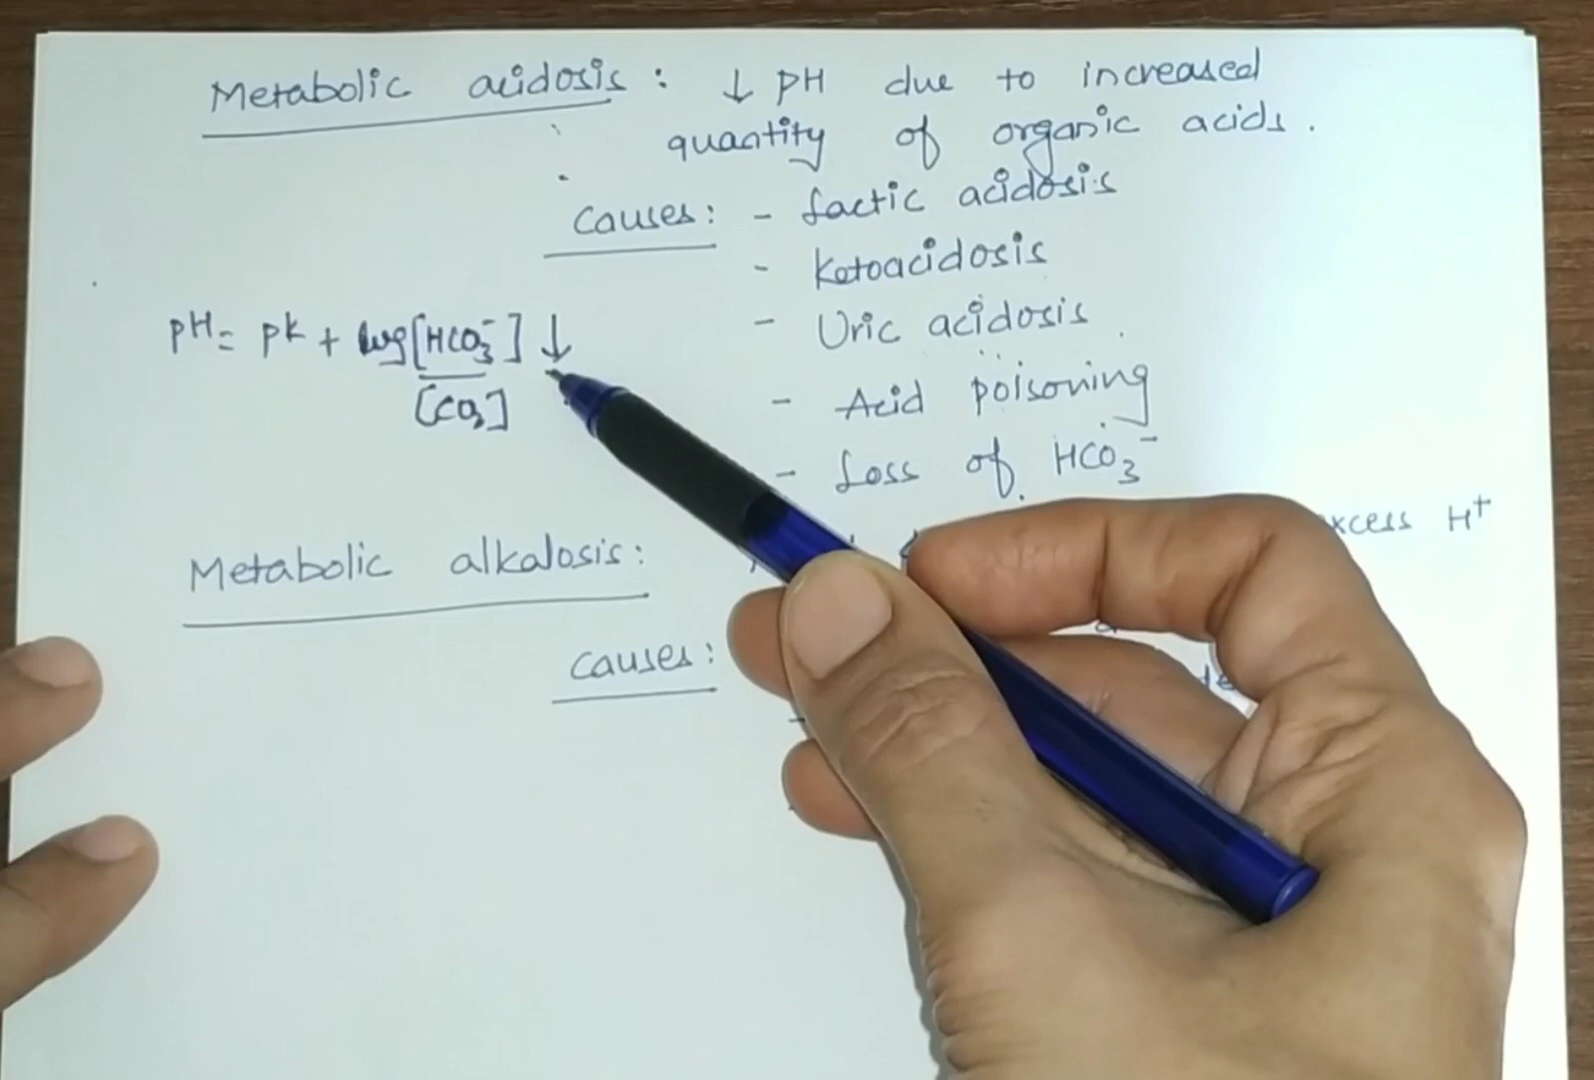 Metabolic acidosis : ↓ pH due to increased
quantity of organic acids.
Causes: - Lactic acidosis
- Ketoacidosis
- Uric acidosis
pH = pK + log [HCO3-] ↓
[CO2]
- Acid poisoning
- Loss of HCO3-
Metabolic alkalosis: H+
Causes: